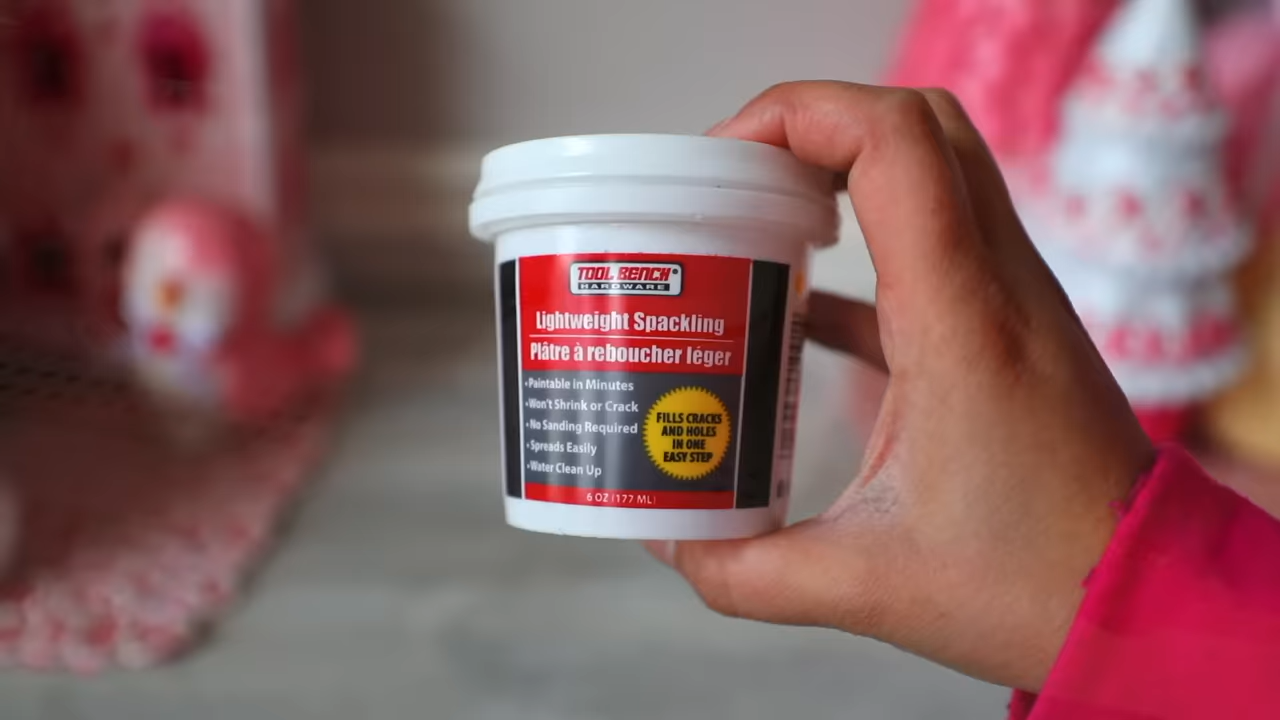 TOOL BENCH®
HARDWARE
Lightweight Spackling
Plâtre à reboucher léger
•Paintable in Minutes
•Won't Shrink or Crack
•No Sanding Required
•Spreads Easily
•Water Clean Up
FILLS CRACKS
AND HOLES
IN ONE
EASY STEP
6 OZ (177 ML)